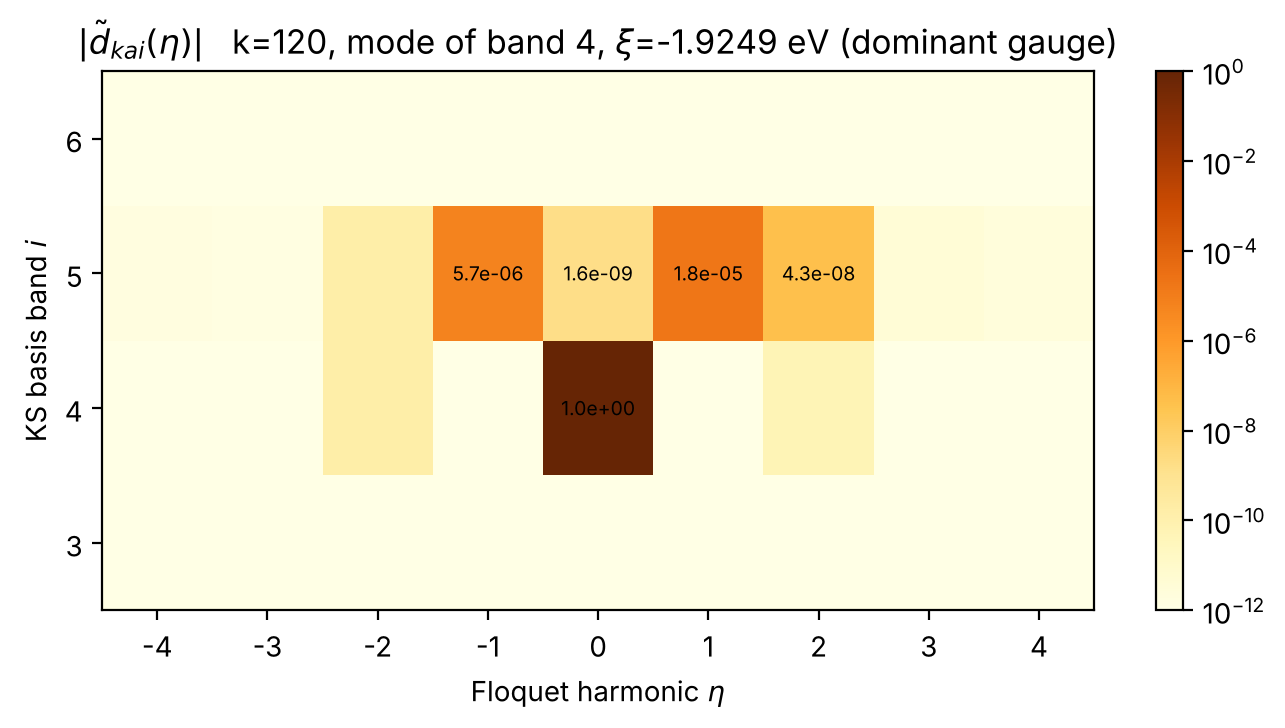 |d̃_kai(η)|   k=120, mode of band 4, ξ=-1.9249 eV (dominant gauge)
10⁰
6
10⁻²
5
5.7e-06 1.6e-09 1.8e-05 4.3e-08
10⁻⁴
KS basis band i
10⁻⁶
4
1.0e+00
10⁻⁸
3
10⁻¹⁰
10⁻¹²
-4 -3 -2 -1 0 1 2 3 4
Floquet harmonic η